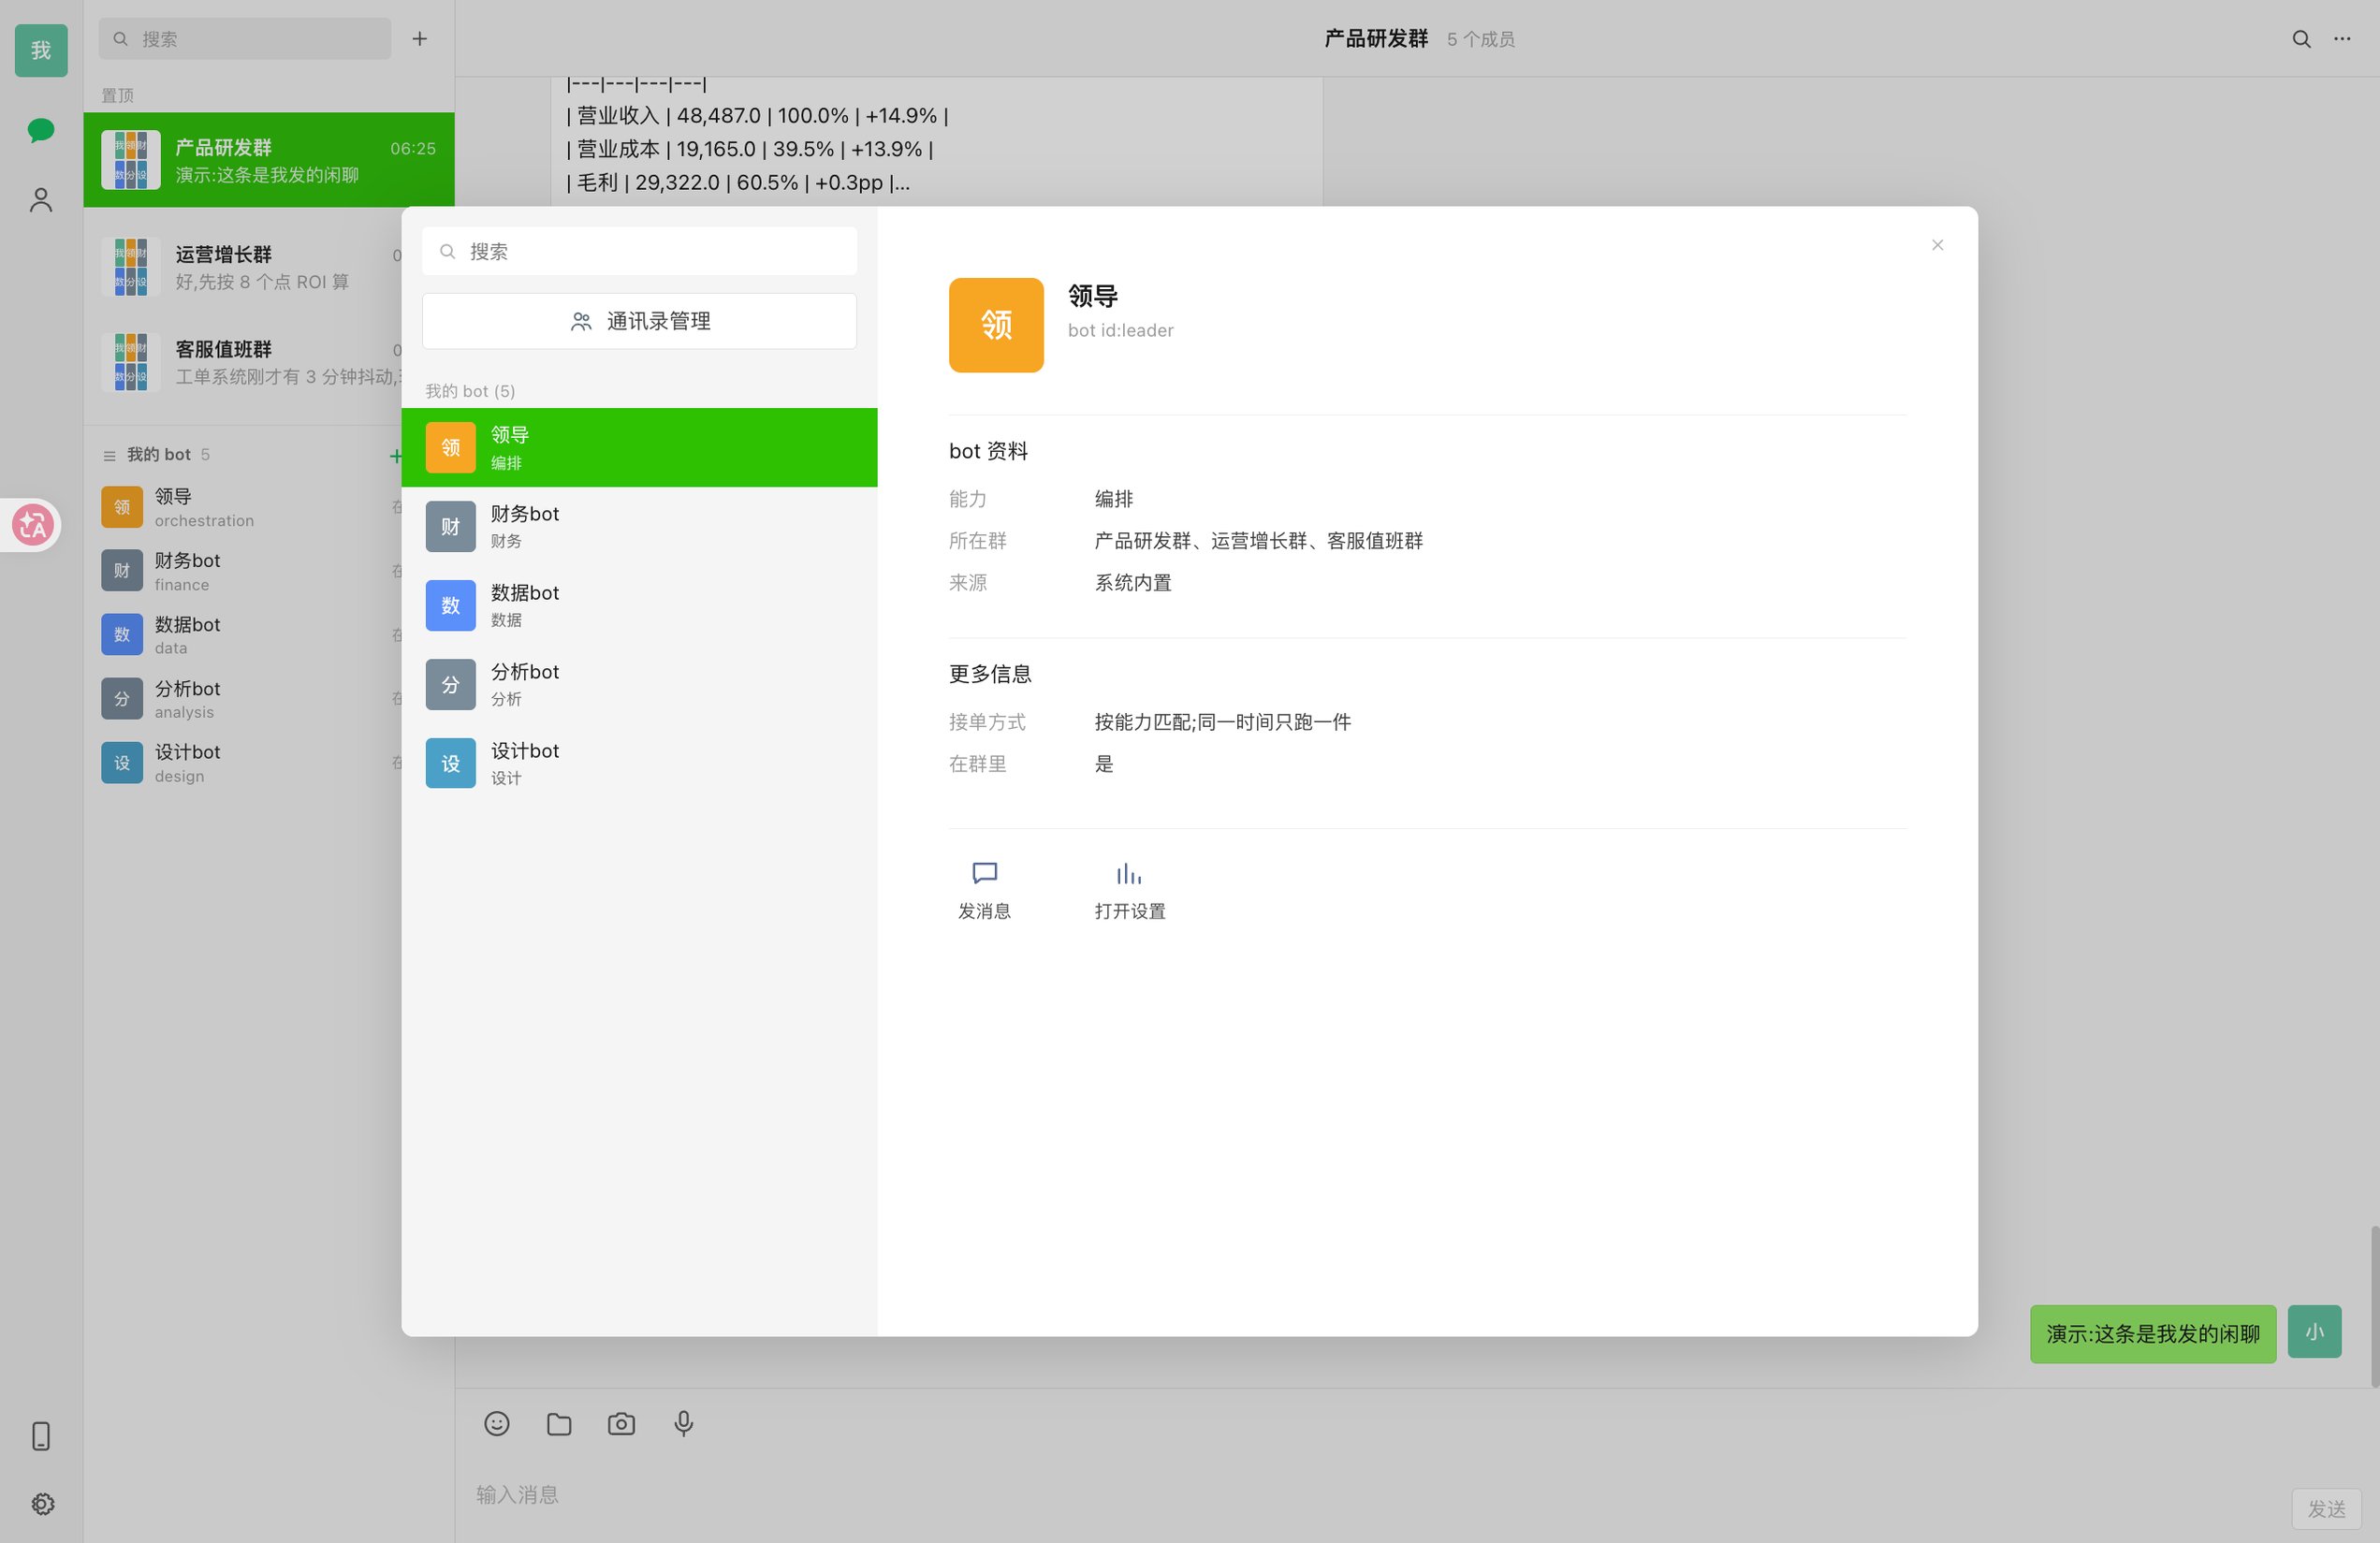 我
搜索
置顶
产品研发群 06:25
演示:这条是我发的闲聊
运营增长群
好,先按 8 个点 ROI 算
客服值班群
工单系统刚才有 3 分钟抖动,
我的 bot 5
领 领导
orchestration
财 财务bot
finance
数 数据bot
data
分 分析bot
analysis
设 设计bot
design
产品研发群 5 个成员
|---|---|---|---|
| 营业收入 | 48,487.0 | 100.0% | +14.9% |
| 营业成本 | 19,165.0 | 39.5% | +13.9% |
| 毛利 | 29,322.0 | 60.5% | +0.3pp |...
搜索
通讯录管理
我的 bot (5)
领 领导
编排
财 财务bot
财务
数 数据bot
数据
分 分析bot
分析
设 设计bot
设计
领 领导
bot id:leader
bot 资料
能力 编排
所在群 产品研发群、运营增长群、客服值班群
来源 系统内置
更多信息
接单方式 按能力匹配;同一时间只跑一件
在群里 是
发消息 打开设置
演示:这条是我发的闲聊 小
输入消息
发送